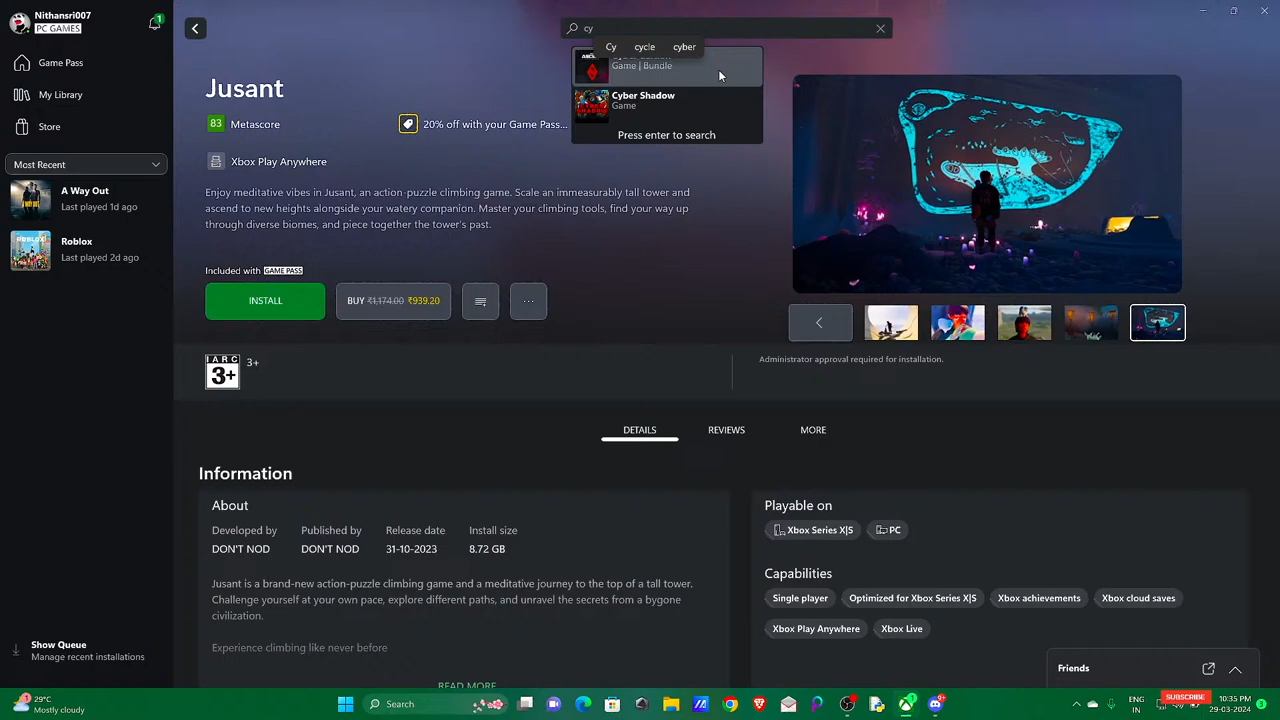 Nithansri007
PC GAMES
1
Game Pass
My Library
Store
Most Recent
A Way Out
Last played 1d ago
Roblox
Last played 2d ago
Show Queue
Manage recent installations
cy
Cy cycle cyber
Game | Bundle
Cyber Shadow
Game
Press enter to search
Jusant
83 Metascore
20% off with your Game Pass...
Xbox Play Anywhere
Enjoy meditative vibes in Jusant, an action-puzzle climbing game. Scale an immeasurably tall tower and
ascend to new heights alongside your watery companion. Master your climbing tools, find your way up
through diverse biomes, and piece together the tower's past.
Included with GAME PASS
INSTALL
BUY ₹1,174.00 ₹939.20
...
IARC
3+
3+
Administrator approval required for installation.
DETAILS
REVIEWS
MORE
Information
About
Developed by
DON'T NOD
Published by
DON'T NOD
Release date
31-10-2023
Install size
8.72 GB
Jusant is a brand-new action-puzzle climbing game and a meditative journey to the top of a tall tower.
Challenge yourself at your own pace, explore different paths, and unravel the secrets from a bygone
civilization.
Experience climbing like never before
READ MORE
Playable on
Xbox Series X|S
PC
Capabilities
Single player
Optimized for Xbox Series X|S
Xbox achievements
Xbox cloud saves
Xbox Play Anywhere
Xbox Live
Friends
1
29°C
Mostly cloudy
Search
ENG
IN
SUBSCRIBE
10:35 PM
29-03-2024
3